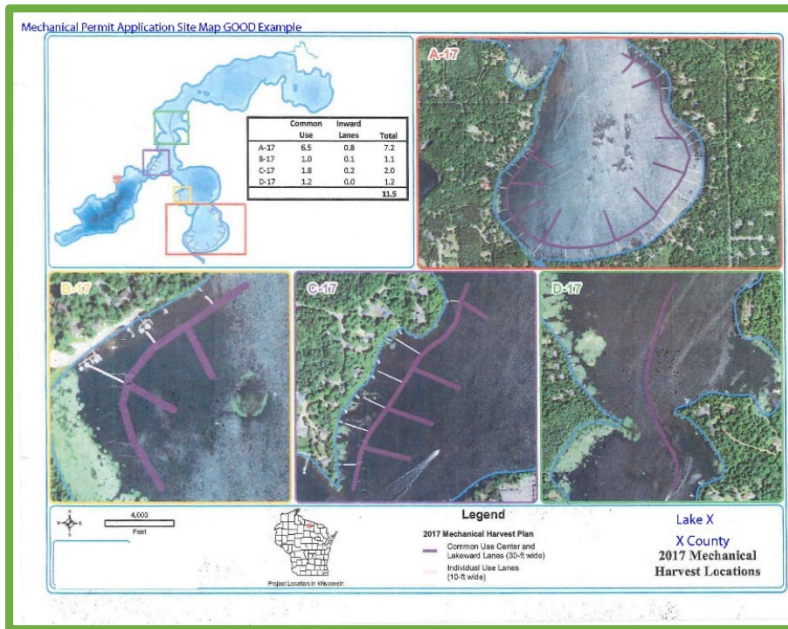 Mechanical Permit Application Site Map GOOD Example
Common Use Inward Lanes Total
A-17 6.5 0.8 7.2
B-17 1.0 0.1 1.1
C-17 1.8 0.2 2.0
D-17 1.2 0.0 1.2
11.5
A-17
B-17
C-17
D-17
N
4,000
Feet
Project Location in Wisconsin
Legend
2017 Mechanical Harvest Plan
Common Use Center and
Lakeward Lanes (30-ft wide)
Individual Use Lanes
(10-ft wide)
Lake X
X County
2017 Mechanical
Harvest Locations